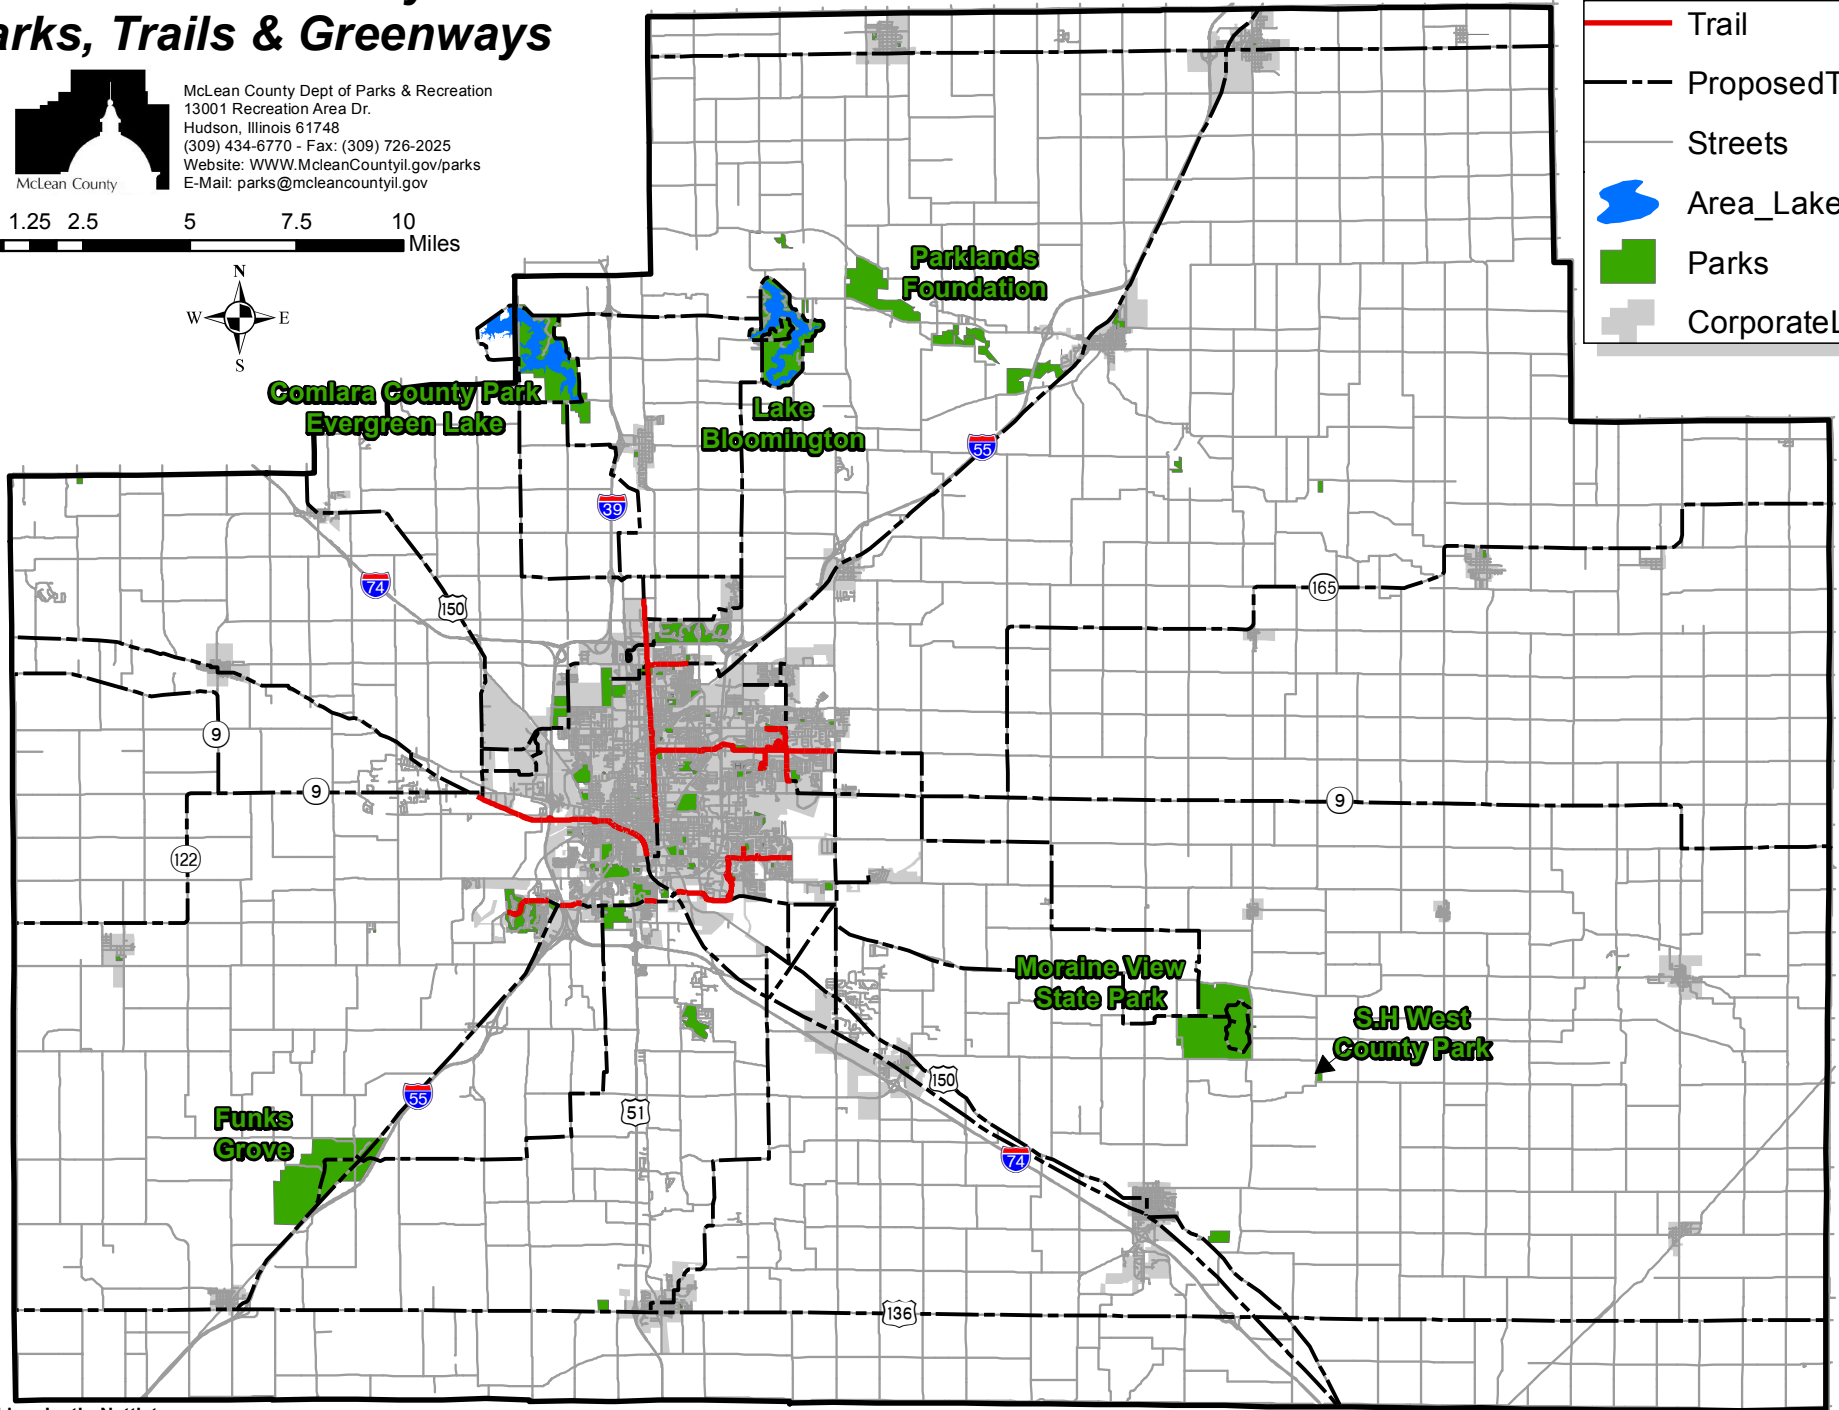 arks, Trails & Greenways
McLean County Dept of Parks & Recreation
13001 Recreation Area Dr.
Hudson, Illinois 61748
(309) 434-6770 - Fax: (309) 726-2025
Website: WWW.McleanCountyil.gov/parks
E-Mail: parks@mcleancountyil.gov
McLean County
1.25 2.5 5 7.5 10
Miles
N
W E
S
Trail
ProposedT
Streets
Area_Lake
Parks
CorporateL
Parklands
Foundation
Comlara County Park
Evergreen Lake
Lake
Bloomington
55
39
74
150
165
9
9
9
122
Moraine View
State Park
S.H West
County Park
150
55
51
Funks
Grove
74
136